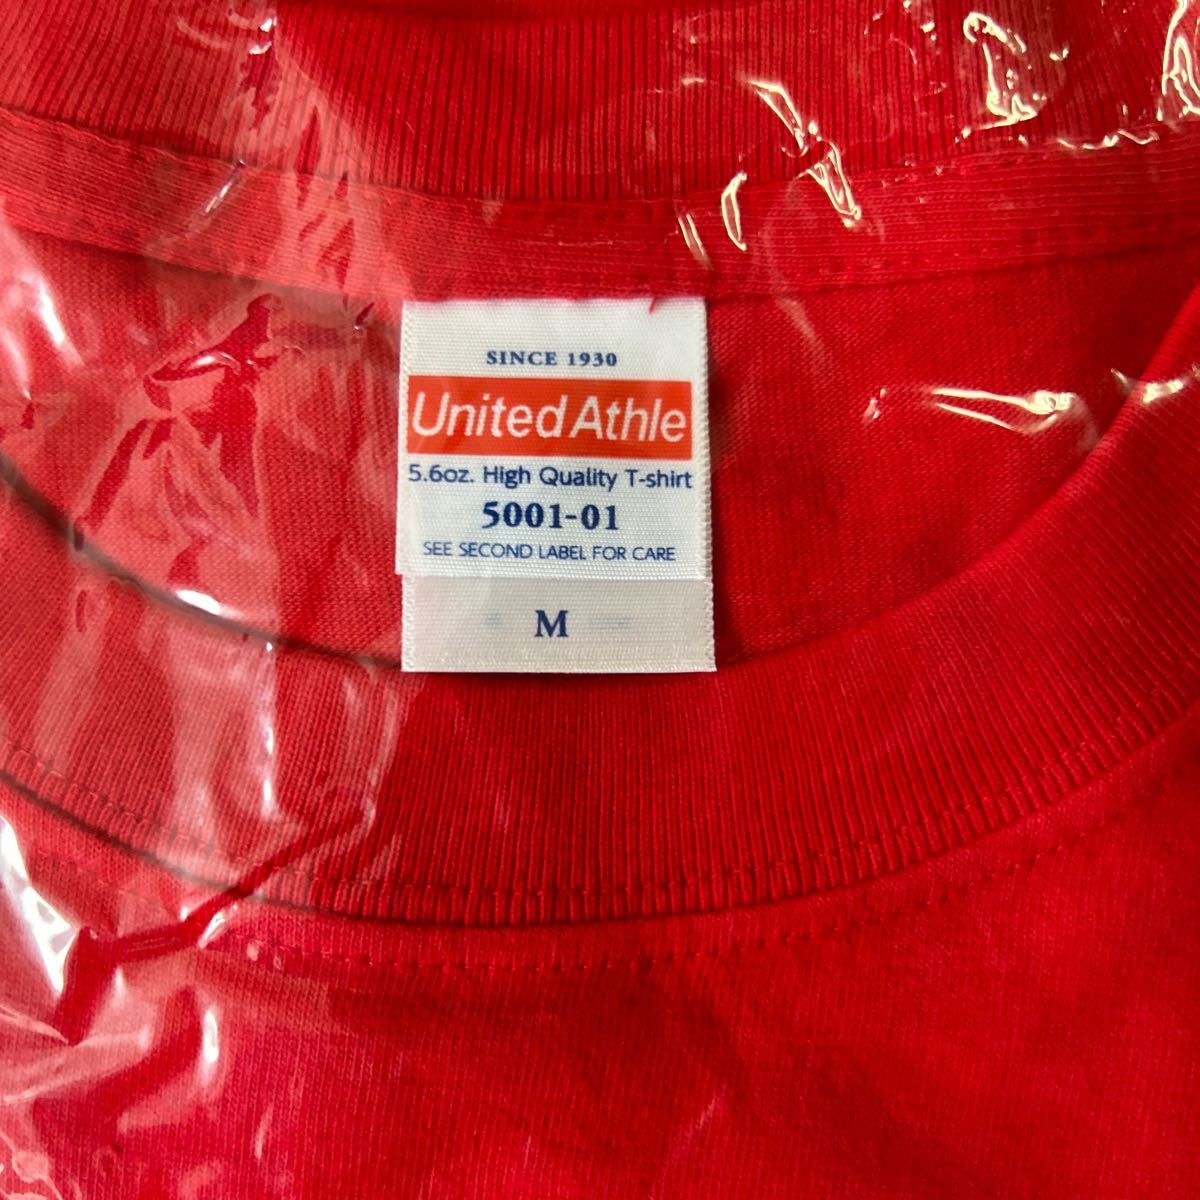 SINCE 1930
United Athle
5.6oz. High Quality T-shirt
5001-01
SEE SECOND LABEL FOR CARE
M